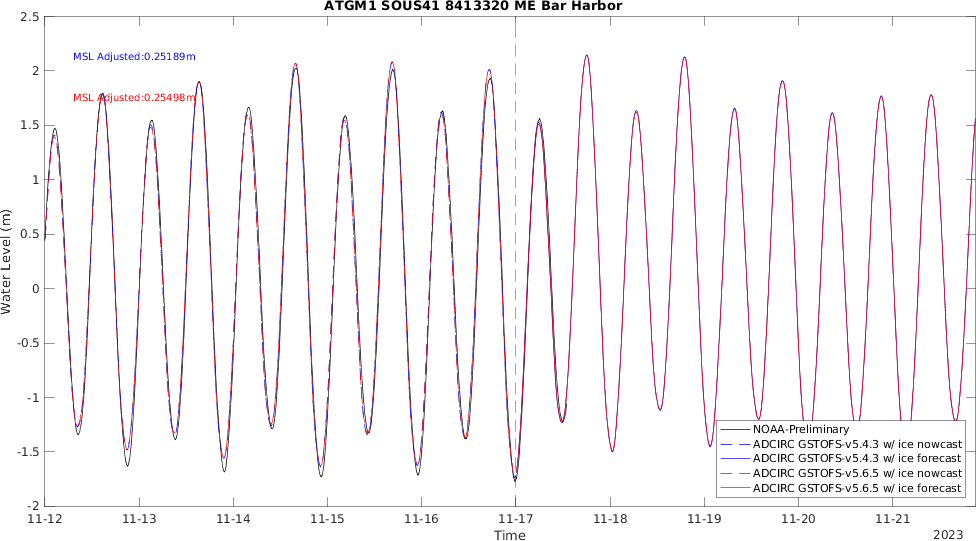 ATGM1 SOUS41 8413320 ME Bar Harbor
2.5
2
1.5
1
0.5
0
-0.5
-1
-1.5
-2
Water Level (m)
MSL Adjusted:0.25189m
MSL Adjusted:0.25498m
NOAA-Preliminary
ADCIRC GSTOFS-v5.4.3 w/ ice nowcast
ADCIRC GSTOFS-v5.4.3 w/ ice forecast
ADCIRC GSTOFS-v5.6.5 w/ ice nowcast
ADCIRC GSTOFS-v5.6.5 w/ ice forecast
11-12 11-13 11-14 11-15 11-16 11-17 11-18 11-19 11-20 11-21
Time
2023